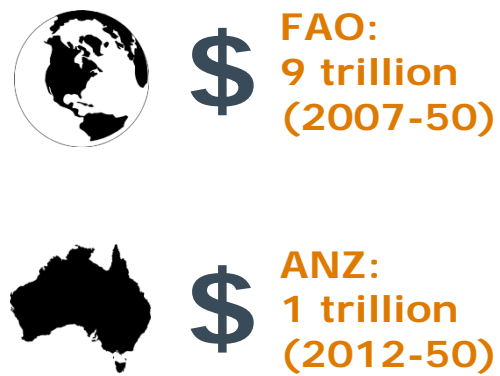 $
FAO:
9 trillion
(2007-50)
$
ANZ:
1 trillion
(2012-50)